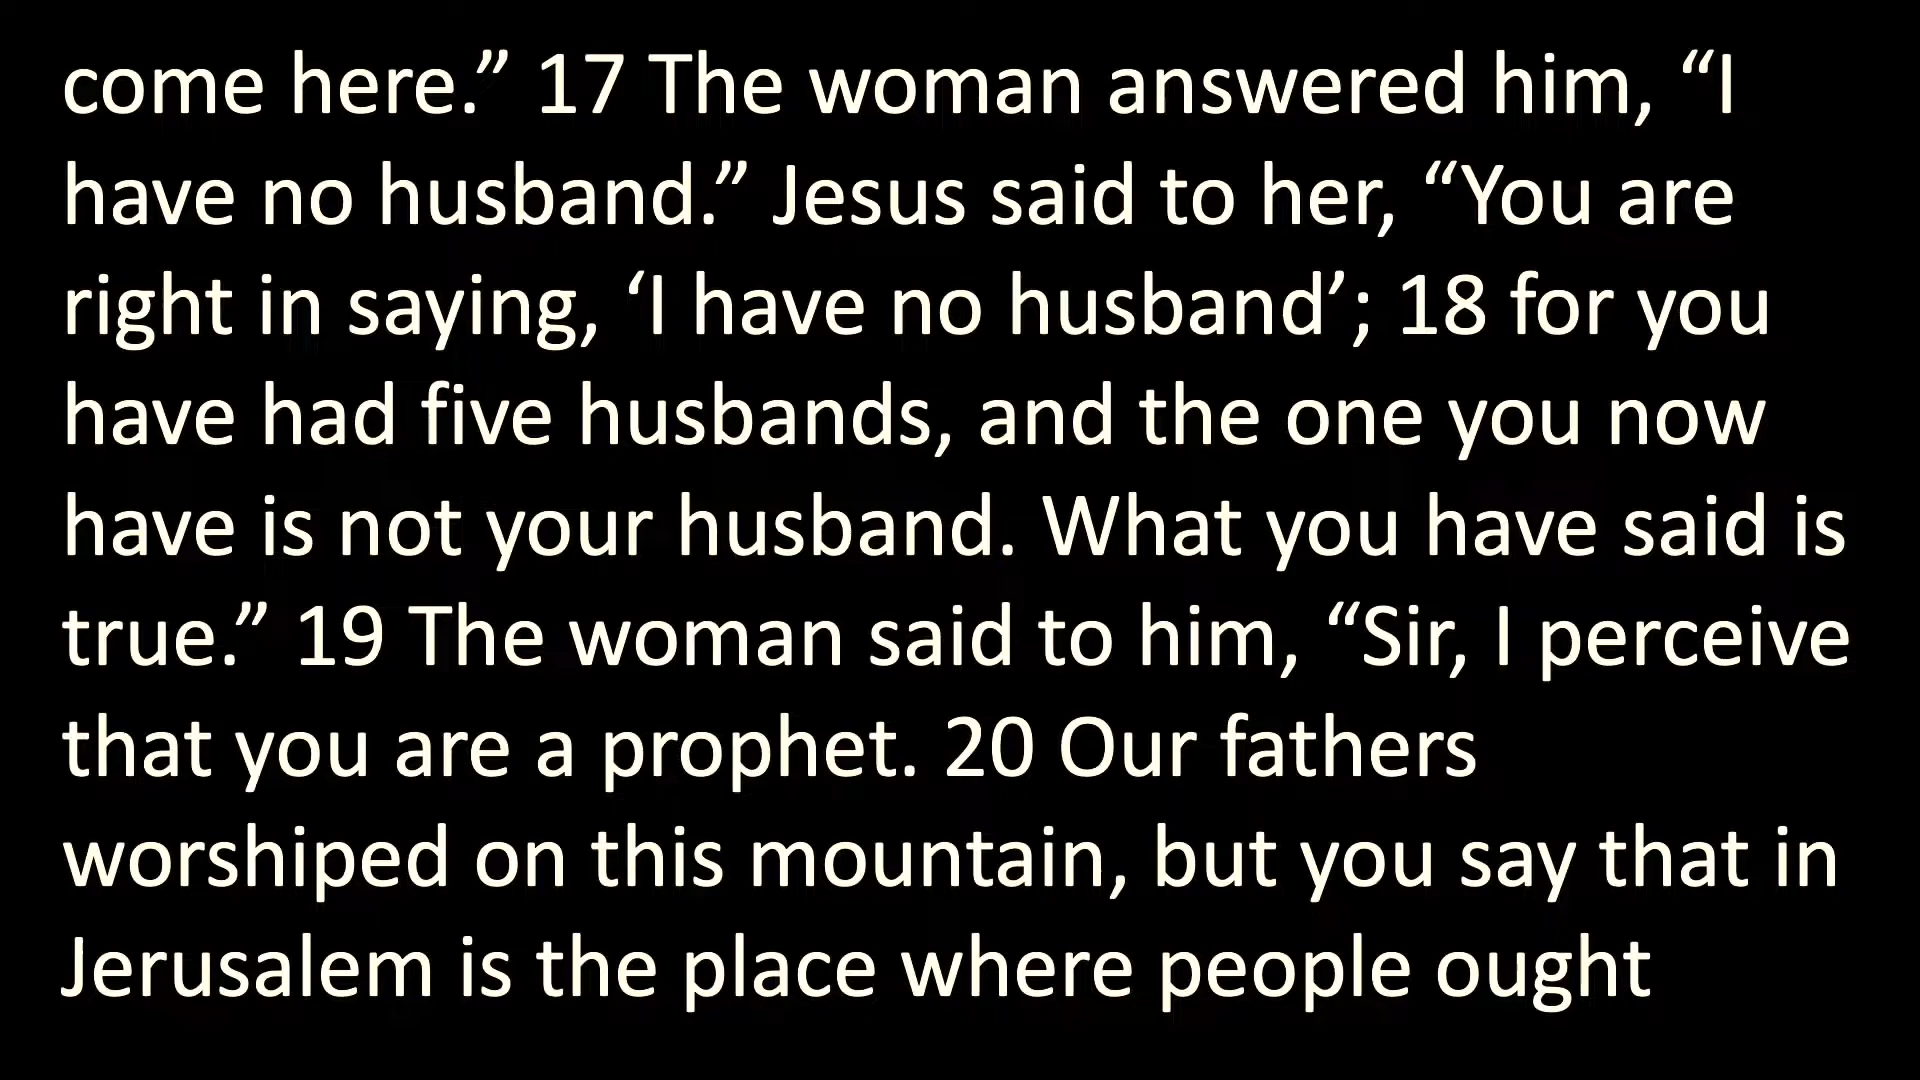 come here.” 17 The woman answered him, “I
have no husband.” Jesus said to her, “You are
right in saying, ‘I have no husband’; 18 for you
have had five husbands, and the one you now
have is not your husband. What you have said is
true.” 19 The woman said to him, “Sir, I perceive
that you are a prophet. 20 Our fathers
worshiped on this mountain, but you say that in
Jerusalem is the place where people ought